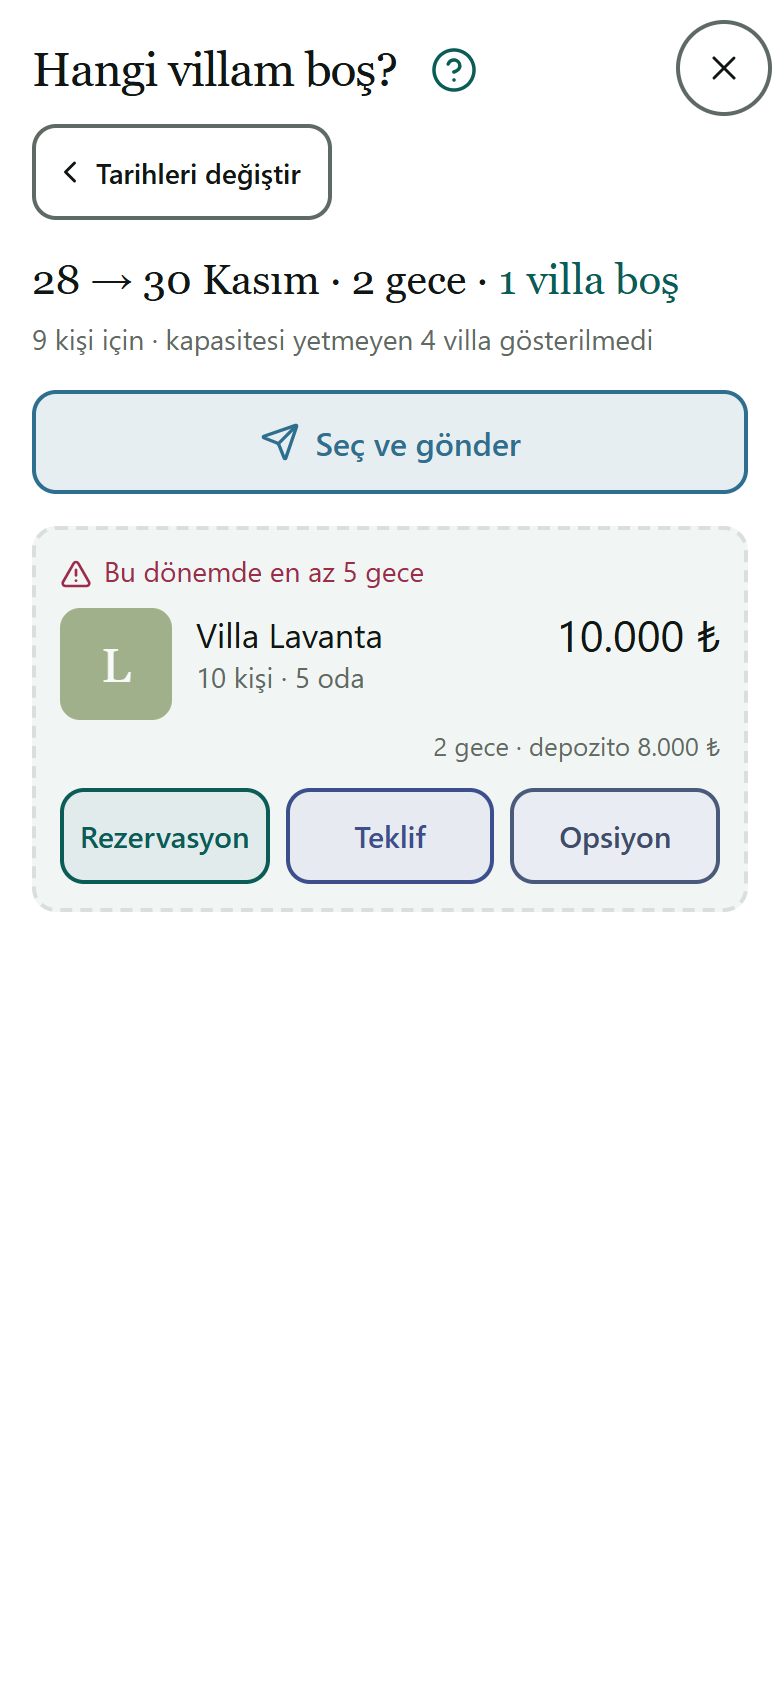 Hangi villam boş?
Tarihleri değiştir
28 → 30 Kasım · 2 gece · 1 villa boş
9 kişi için · kapasitesi yetmeyen 4 villa gösterilmedi
Seç ve gönder
Bu dönemde en az 5 gece
L
Villa Lavanta
10.000 ₺
10 kişi · 5 oda
2 gece · depozito 8.000 ₺
Rezervasyon
Teklif
Opsiyon